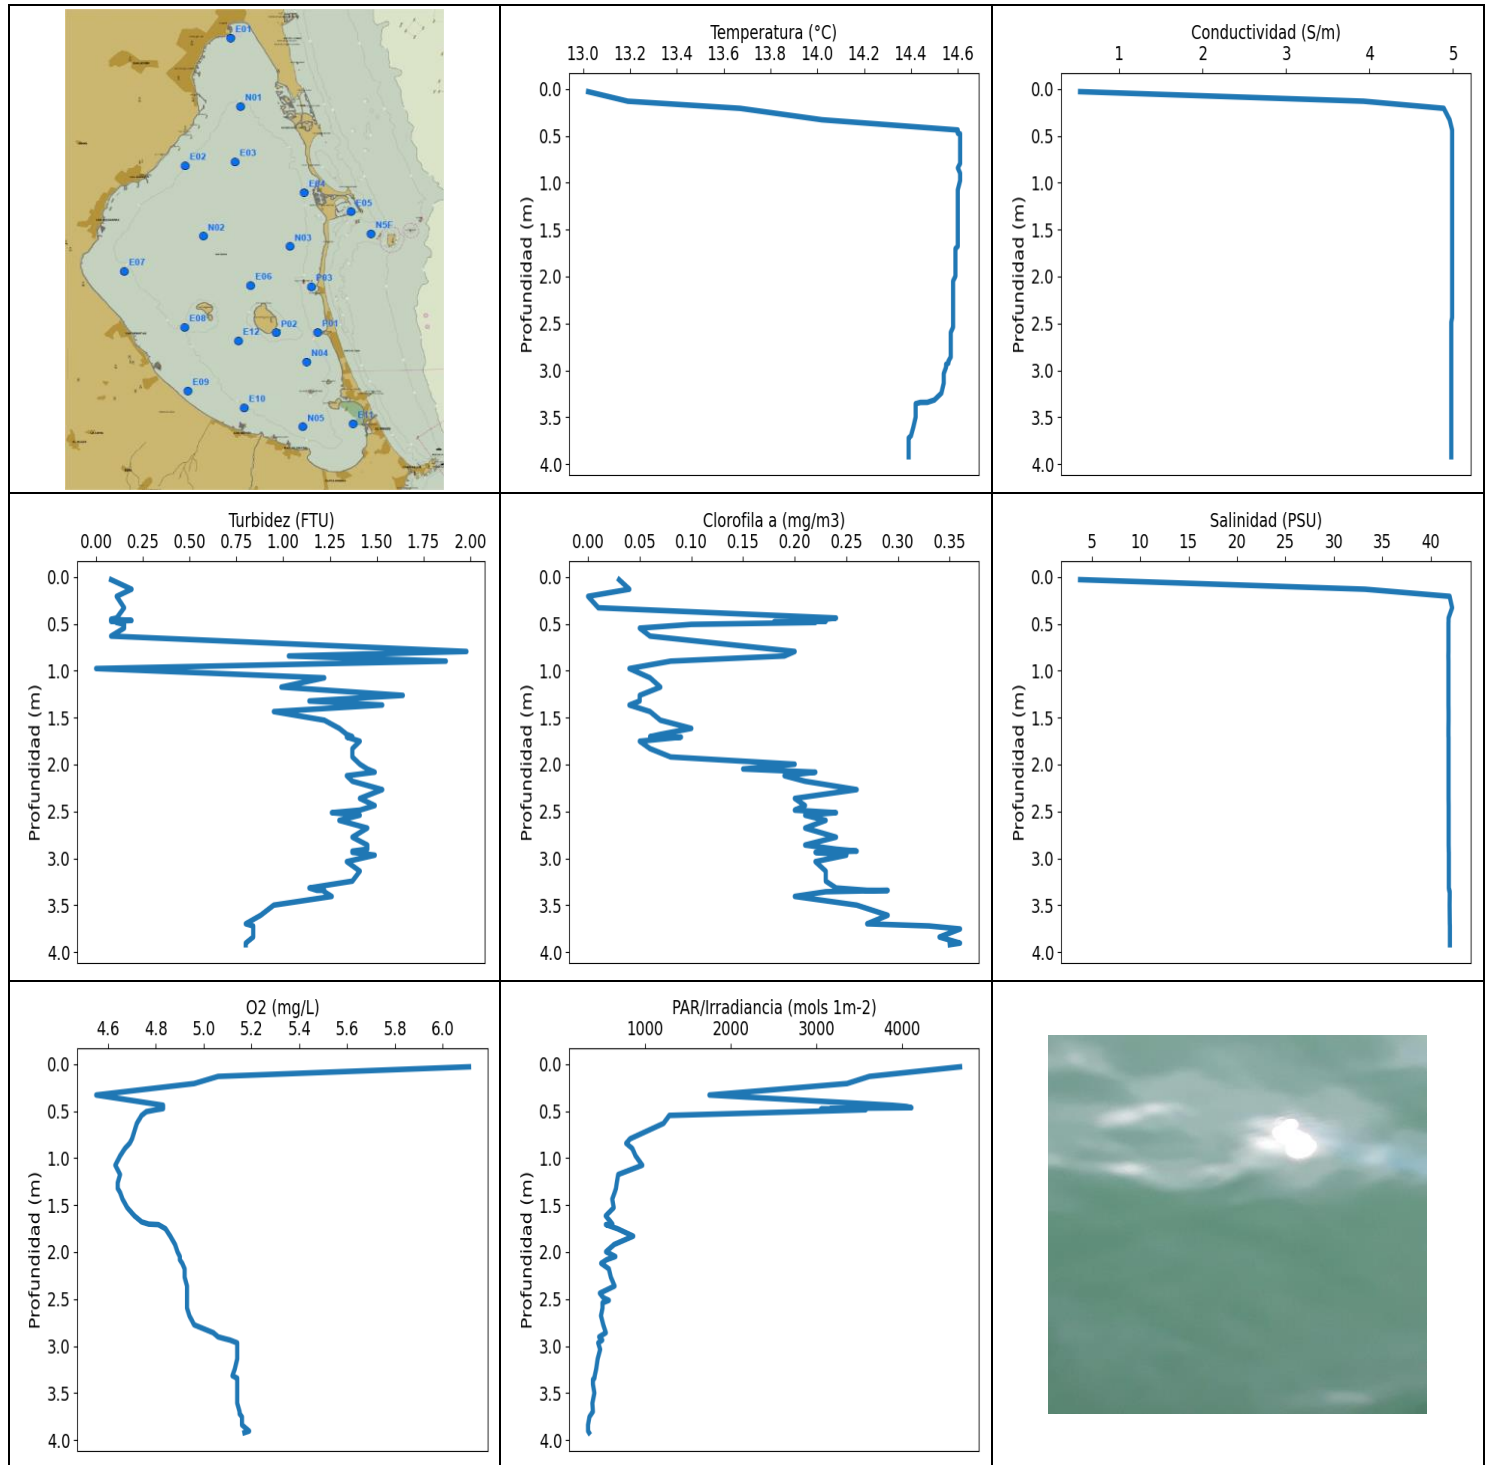 E01
N01
E02
E03
E04
E05
N5F
N02
N03
E07
E06
P03
E08
E12
P02
P01
N04
E09
E10
N05
E11
Temperatura (°C)
13.0 13.2 13.4 13.6 13.8 14.0 14.2 14.4 14.6
0.0
0.5
1.0
1.5
2.0
2.5
3.0
3.5
4.0
Profundidad (m)
Conductividad (S/m)
1 2 3 4 5
0.0
0.5
1.0
1.5
2.0
2.5
3.0
3.5
4.0
Profundidad (m)
Turbidez (FTU)
0.00 0.25 0.50 0.75 1.00 1.25 1.50 1.75 2.00
0.0
0.5
1.0
1.5
2.0
2.5
3.0
3.5
4.0
Profundidad (m)
Clorofila a (mg/m3)
0.00 0.05 0.10 0.15 0.20 0.25 0.30 0.35
0.0
0.5
1.0
1.5
2.0
2.5
3.0
3.5
4.0
Profundidad (m)
Salinidad (PSU)
5 10 15 20 25 30 35 40
0.0
0.5
1.0
1.5
2.0
2.5
3.0
3.5
4.0
Profundidad (m)
O2 (mg/L)
4.6 4.8 5.0 5.2 5.4 5.6 5.8 6.0
0.0
0.5
1.0
1.5
2.0
2.5
3.0
3.5
4.0
Profundidad (m)
PAR/Irradiancia (mols 1m-2)
1000 2000 3000 4000
0.0
0.5
1.0
1.5
2.0
2.5
3.0
3.5
4.0
Profundidad (m)